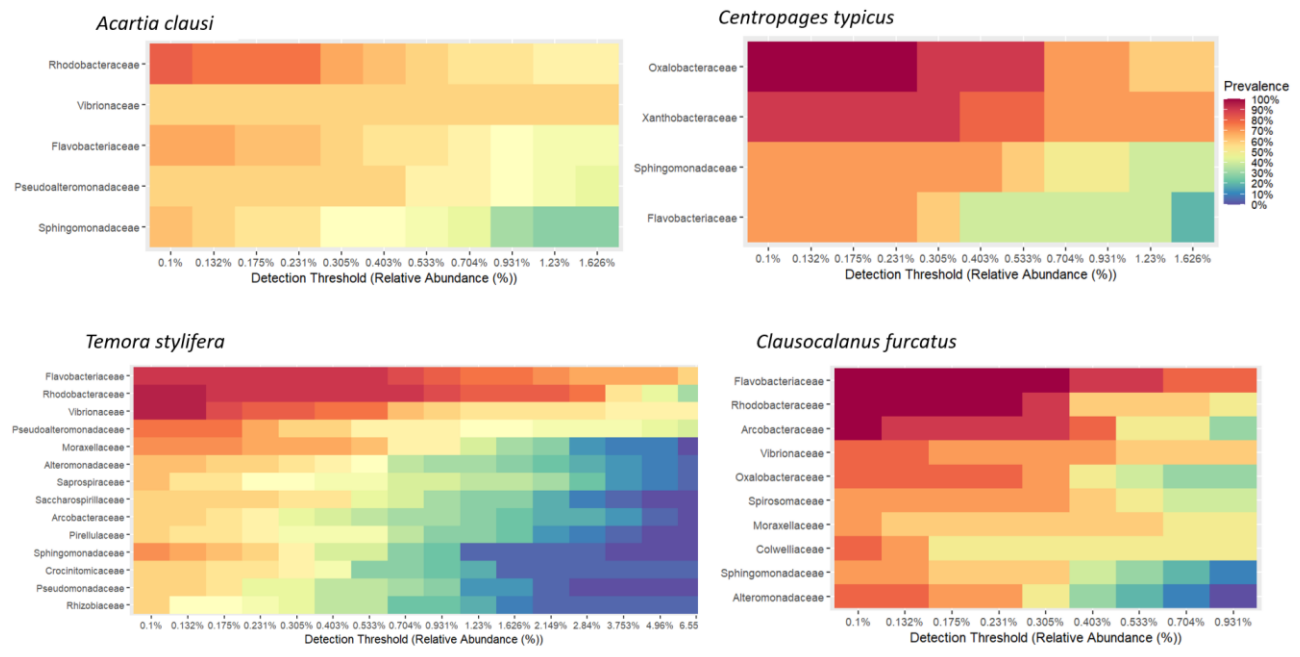 Acartia clausi
Rhodobacteraceae
Vibrionaceae
Flavobacteriaceae
Pseudoalteromonadaceae
Sphingomonadaceae
0.1% 0.132% 0.175% 0.231% 0.305% 0.403% 0.533% 0.704% 0.931% 1.23% 1.626%
Detection Threshold (Relative Abundance (%))
Centropages typicus
Oxalobacteraceae
Xanthobacteraceae
Sphingomonadaceae
Flavobacteriaceae
0.1% 0.132% 0.175% 0.231% 0.305% 0.403% 0.533% 0.704% 0.931% 1.23% 1.626%
Detection Threshold (Relative Abundance (%))
Prevalence
100%
90%
80%
70%
60%
50%
40%
30%
20%
10%
0%
Temora stylifera
Flavobacteriaceae
Rhodobacteraceae
Vibrionaceae
Pseudoalteromonadaceae
Moraxellaceae
Alteromonadaceae
Saprospiraceae
Saccharospirillaceae
Arcobacteraceae
Pirellulaceae
Sphingomonadaceae
Crocinitomicaceae
Pseudomonadaceae
Rhizobiaceae
0.1% 0.132% 0.175% 0.231% 0.305% 0.403% 0.533% 0.704% 0.931% 1.23% 1.626% 2.149% 2.84% 3.753% 4.96% 6.55
Detection Threshold (Relative Abundance (%))
Clausocalanus furcatus
Flavobacteriaceae
Rhodobacteraceae
Arcobacteraceae
Vibrionaceae
Oxalobacteraceae
Spirosomaceae
Moraxellaceae
Colwelliaceae
Sphingomonadaceae
Alteromonadaceae
0.1% 0.132% 0.175% 0.231% 0.305% 0.403% 0.533% 0.704% 0.931%
Detection Threshold (Relative Abundance (%))